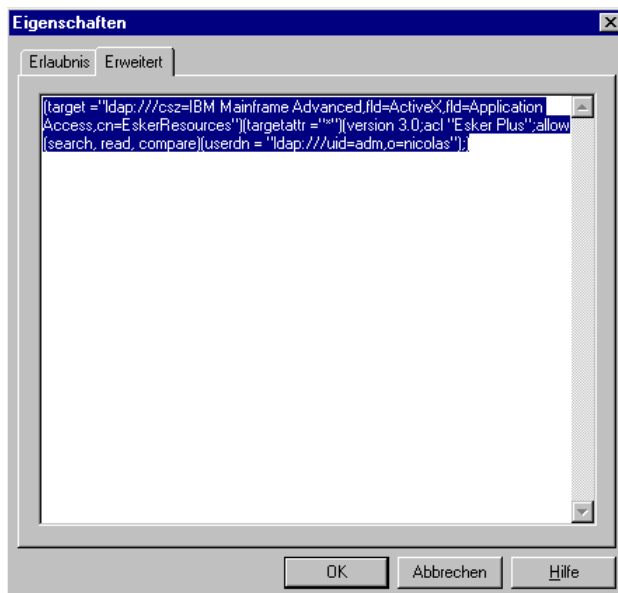 Eigenschaften
Erlaubnis Erweitert
(target ="ldap:///csz=IBM Mainframe Advanced,fld=ActiveX,fld=Application
Access,cn=EskerResources")(targetattr ="*")(version 3.0;acl "Esker Plus";allow
(search, read, compare)(userdn = "ldap:///uid=adm,o=nicolas");)
OK Abbrechen Hilfe